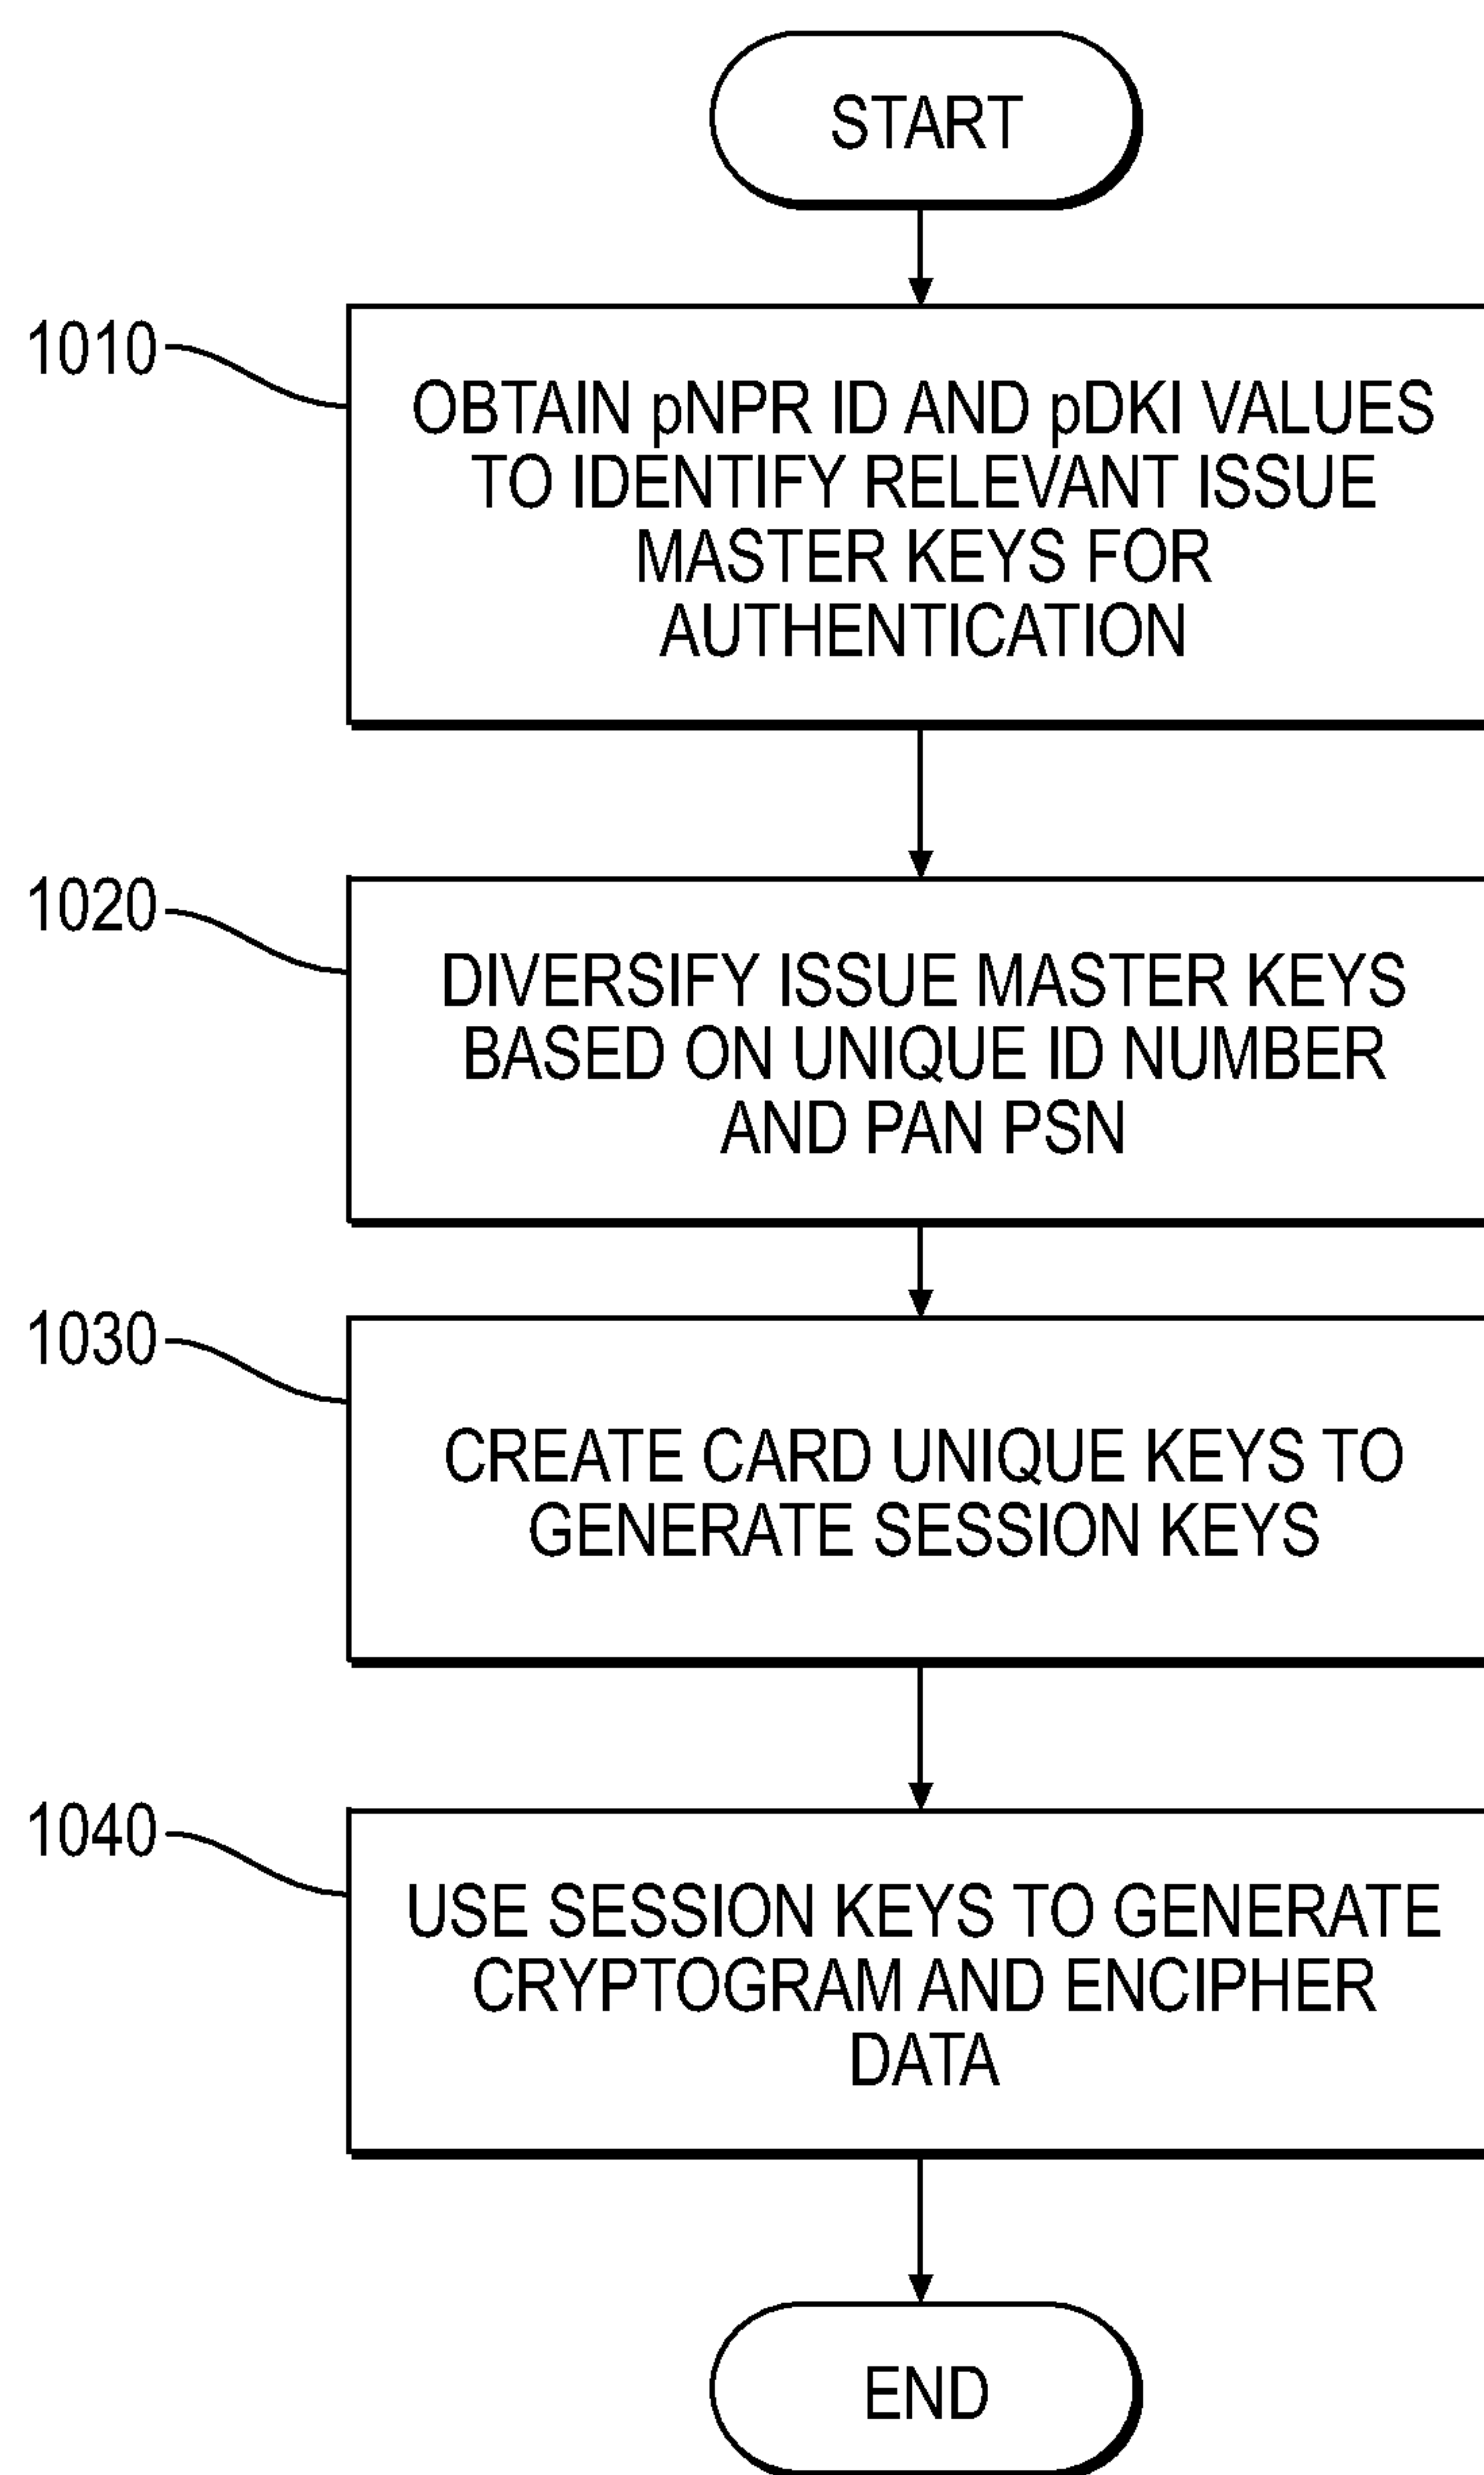 START
1010
OBTAIN pNPR ID AND pDKI VALUES
TO IDENTIFY RELEVANT ISSUE
MASTER KEYS FOR
AUTHENTICATION
1020
DIVERSIFY ISSUE MASTER KEYS
BASED ON UNIQUE ID NUMBER
AND PAN PSN
1030
CREATE CARD UNIQUE KEYS TO
GENERATE SESSION KEYS
1040
USE SESSION KEYS TO GENERATE
CRYPTOGRAM AND ENCIPHER
DATA
END